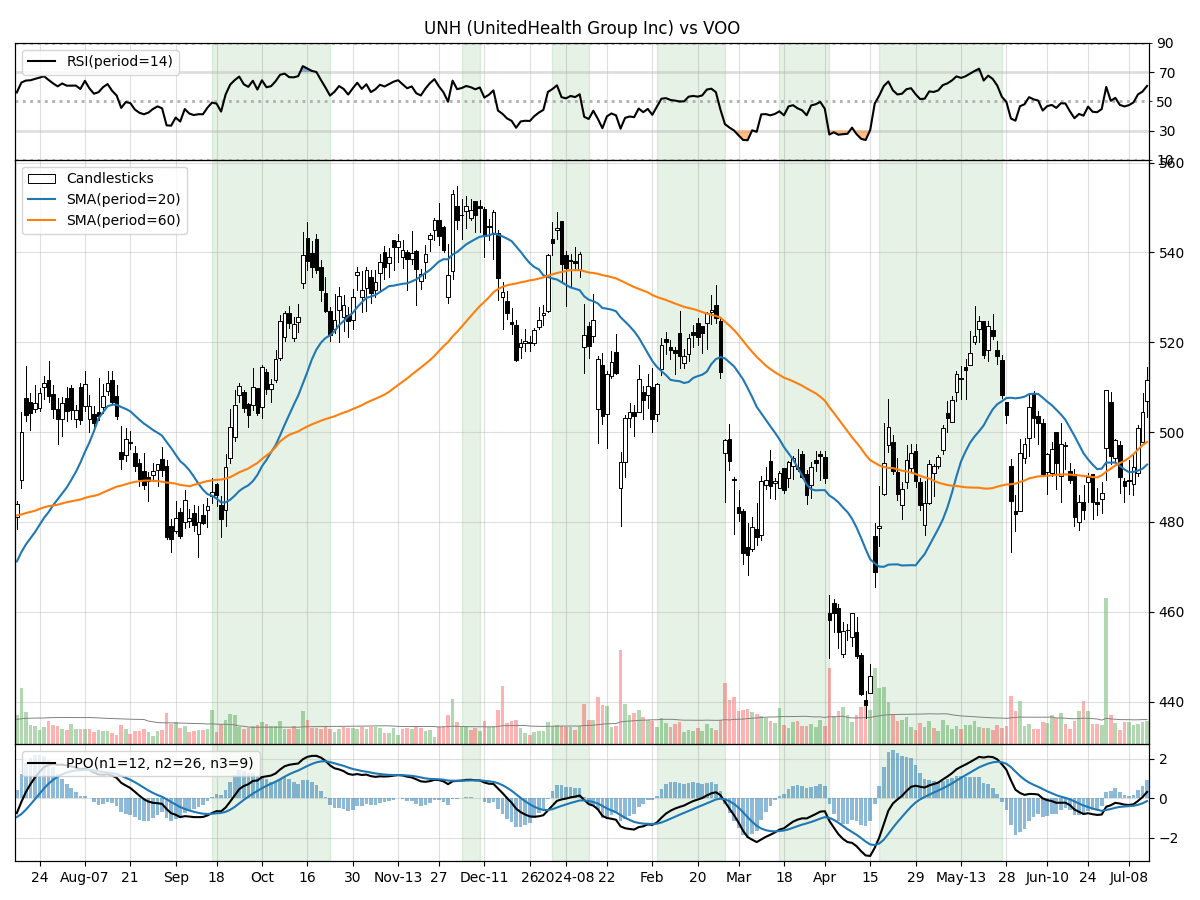 UNH (UnitedHealth Group Inc) vs VOO
RSI(period=14)
90
70
50
30
10
Candlesticks
SMA(period=20)
SMA(period=60)
560
540
520
500
480
460
440
PPO(n1=12, n2=26, n3=9)
2
0
−2
24 Aug-07 21 Sep 18 Oct 16 30 Nov-13 27 Dec-11 26 2024-08 22 Feb 20 Mar 18 Apr 15 29 May-13 28 Jun-10 24 Jul-08